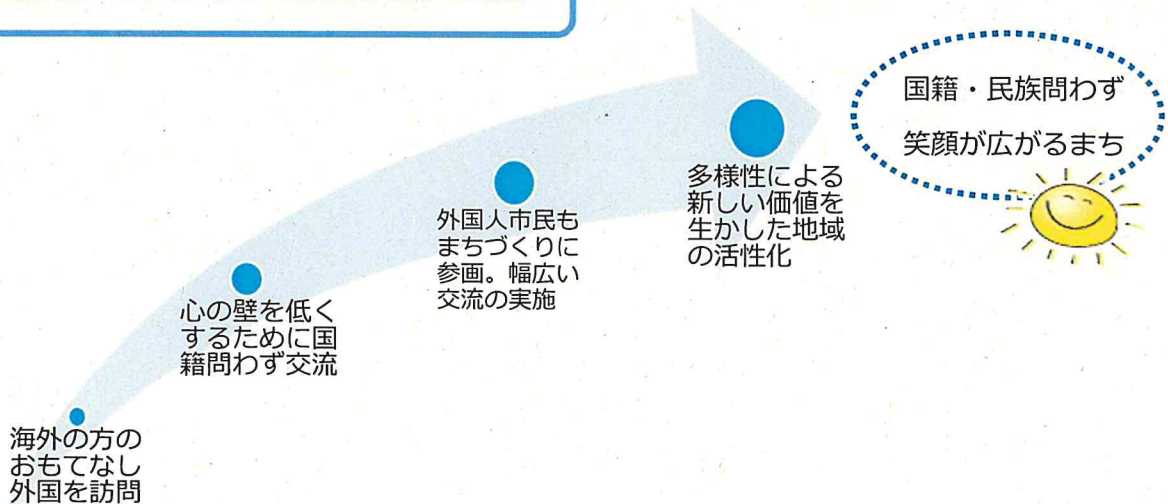 国籍・民族問わず
笑顔が広がるまち
多様性による
新しい価値を
生かした地域
の活性化
外国人市民も
まちづくりに
参画。幅広い
交流の実施
心の壁を低く
するために国
籍問わず交流
海外の方の
おもてなし
外国を訪問